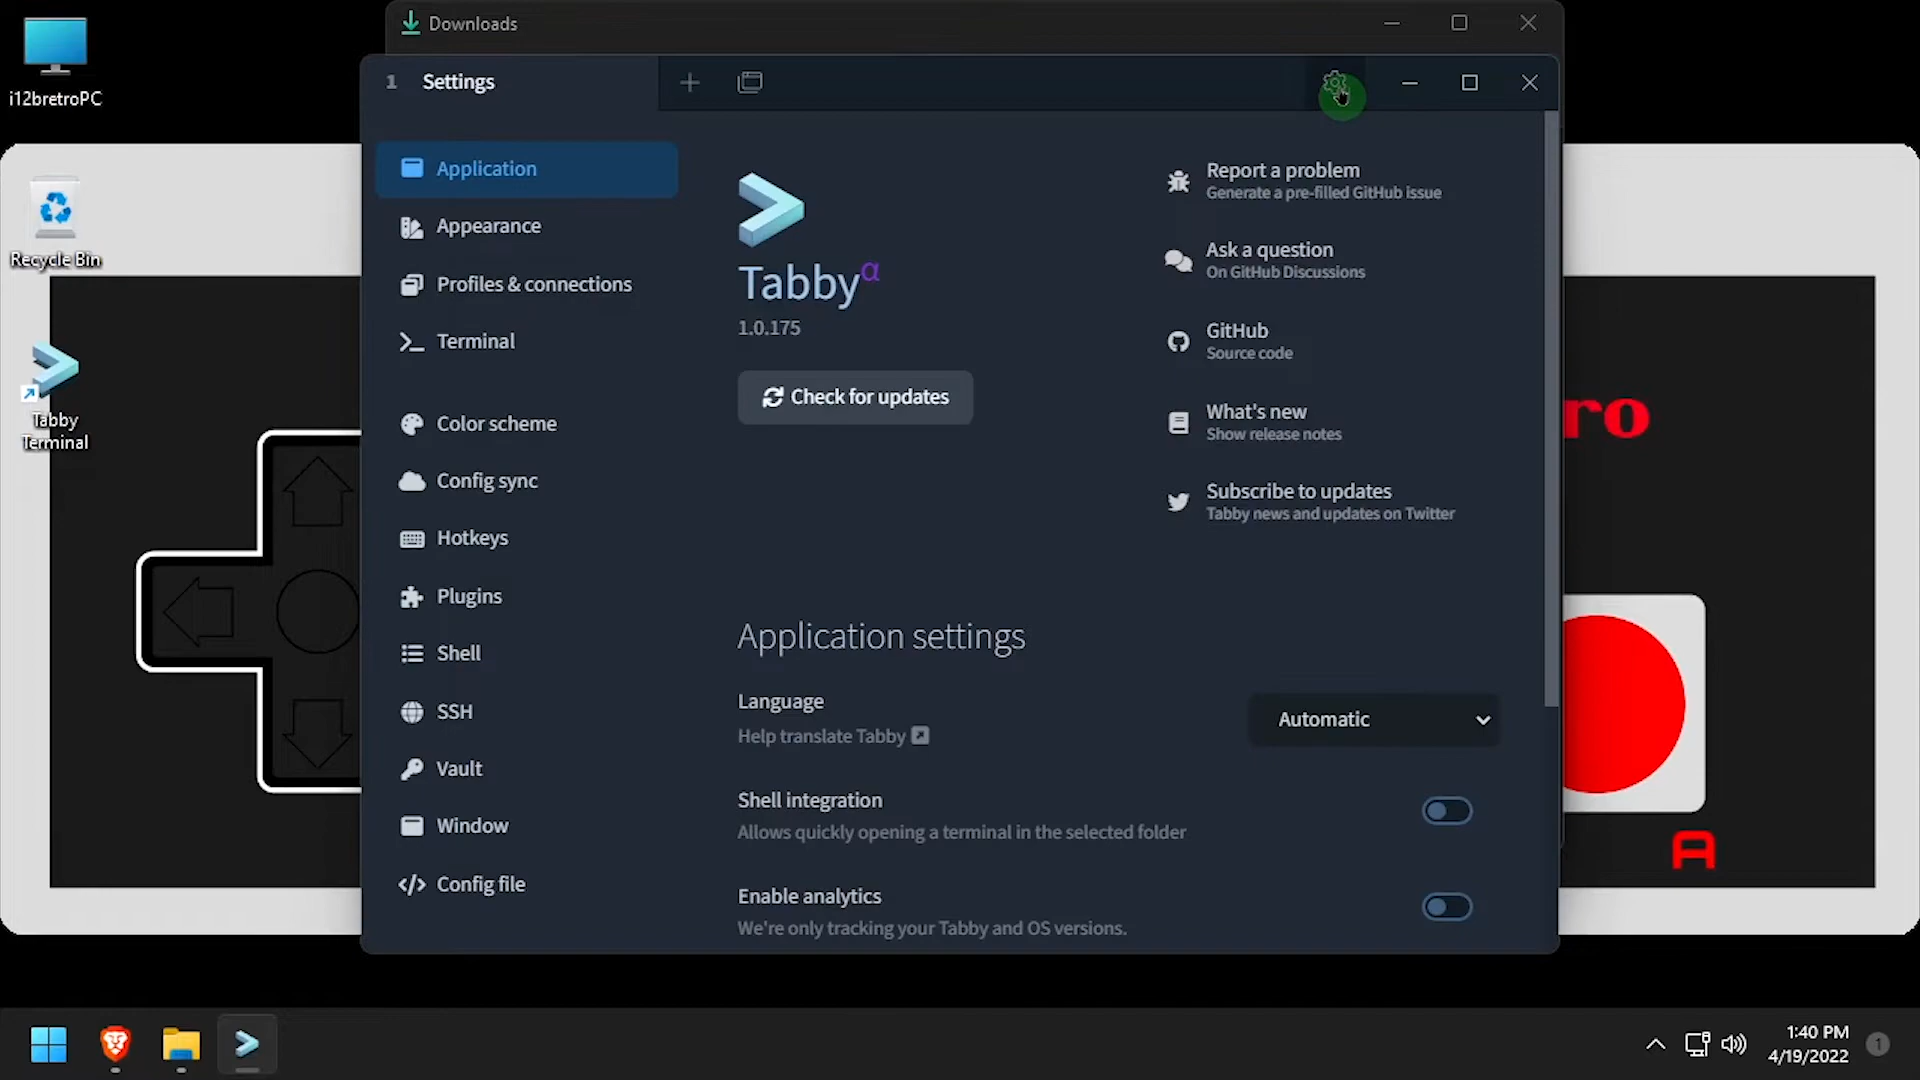 Downloads
i12bretroPC
Recycle Bin
Tabby
Terminal
1 Settings
Application
Appearance
Profiles & connections
Terminal
Color scheme
Config sync
Hotkeys
Plugins
Shell
SSH
Vault
Window
Config file
Tabbyα
1.0.175
Check for updates
Report a problem
Generate a pre-filled GitHub issue
Ask a question
On GitHub Discussions
GitHub
Source code
What's new
Show release notes
Subscribe to updates
Tabby news and updates on Twitter
Application settings
Language
Help translate Tabby
Automatic
Shell integration
Allows quickly opening a terminal in the selected folder
Enable analytics
We're only tracking your Tabby and OS versions.
ro
A
1:40 PM
4/19/2022
1